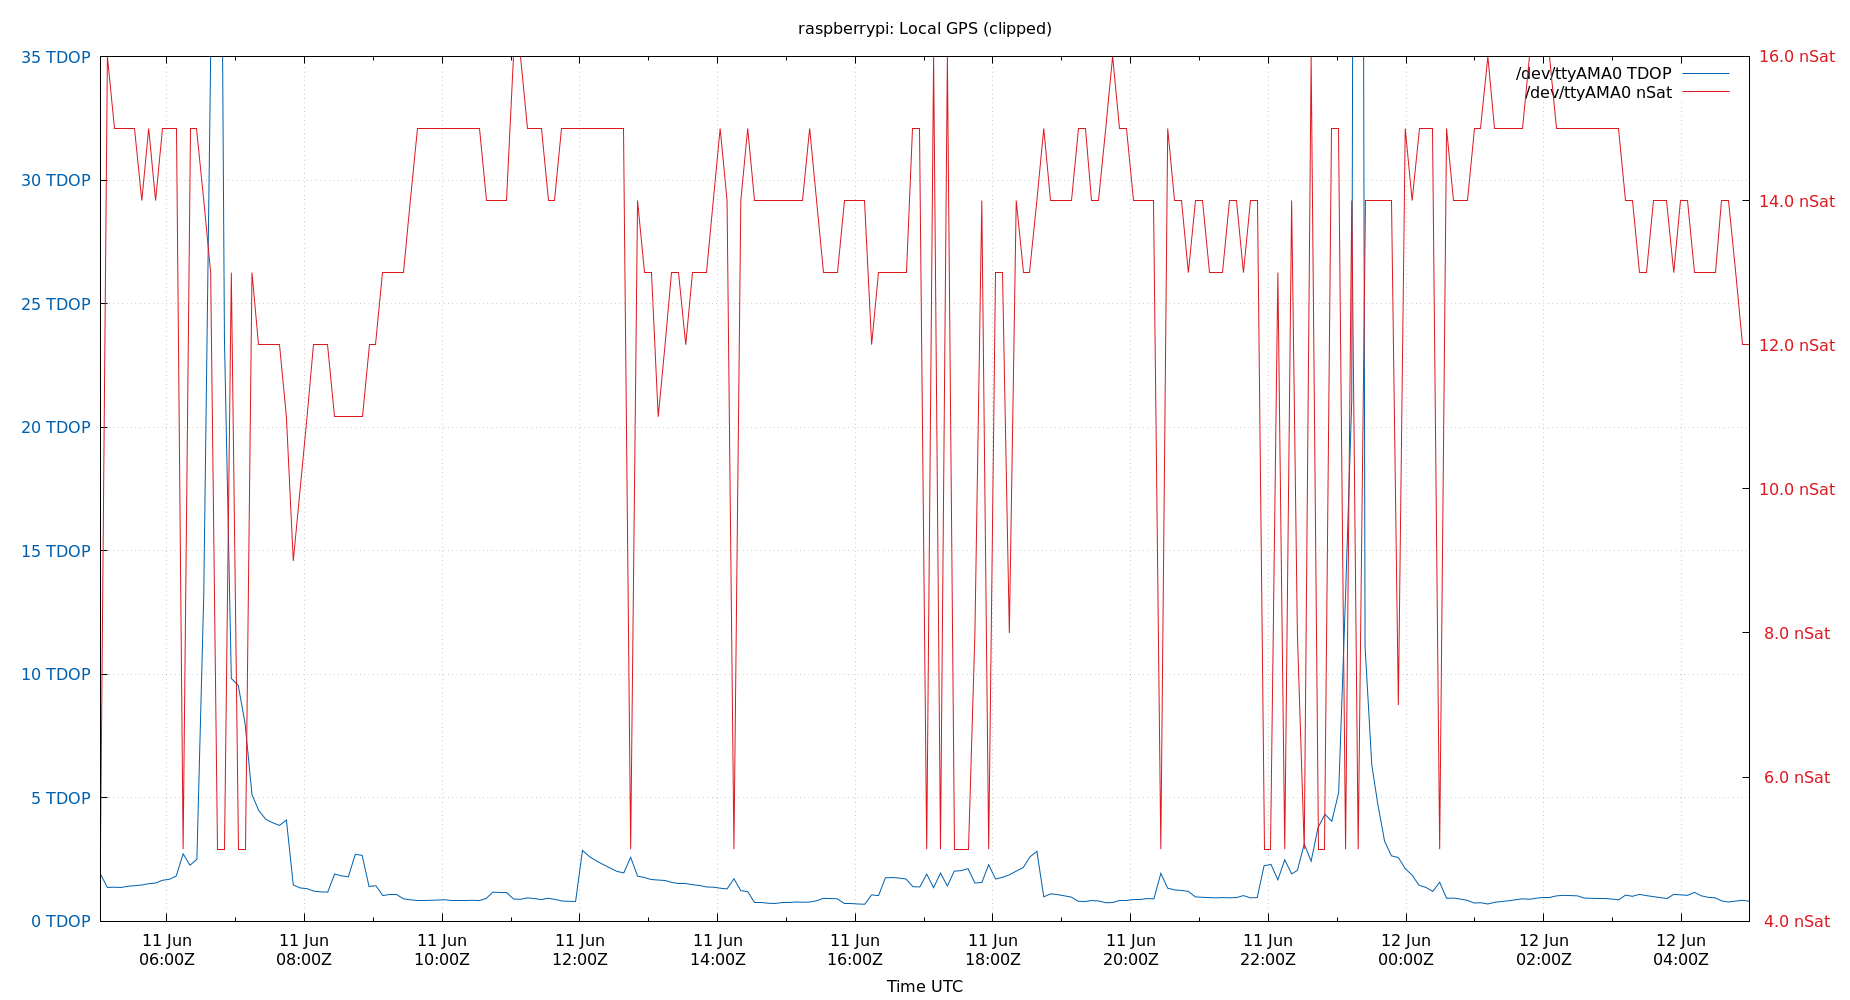 raspberrypi: Local GPS (clipped)
35 TDOP
30 TDOP
25 TDOP
20 TDOP
15 TDOP
10 TDOP
5 TDOP
0 TDOP
16.0 nSat
14.0 nSat
12.0 nSat
10.0 nSat
8.0 nSat
6.0 nSat
4.0 nSat
/dev/ttyAMA0 TDOP
/dev/ttyAMA0 nSat
11 Jun 11 Jun 11 Jun 11 Jun 11 Jun 11 Jun 11 Jun 11 Jun 11 Jun 12 Jun 12 Jun 12 Jun
06:00Z 08:00Z 10:00Z 12:00Z 14:00Z 16:00Z 18:00Z 20:00Z 22:00Z 00:00Z 02:00Z 04:00Z
Time UTC